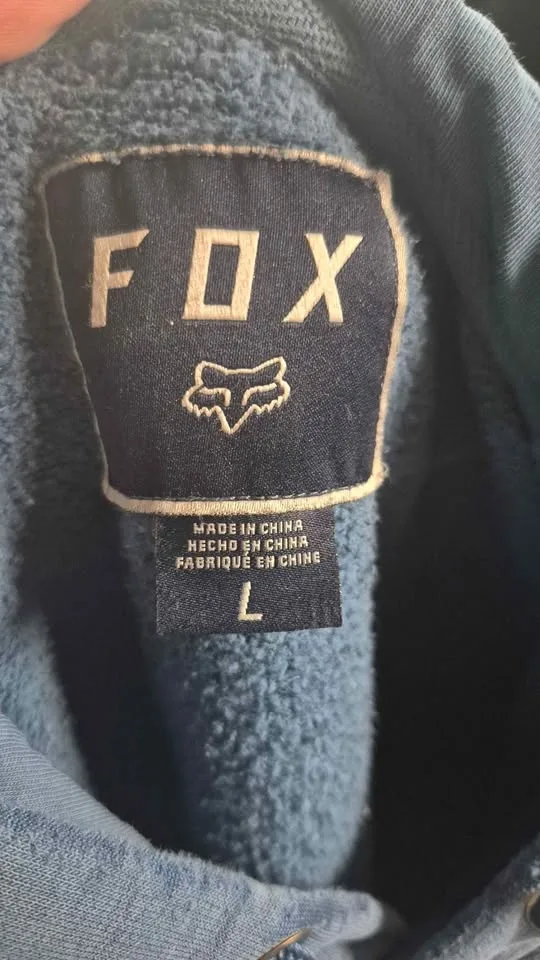 FOX
MADE IN CHINA
HECHO EN CHINA
FABRIQUÉ EN CHINE
L